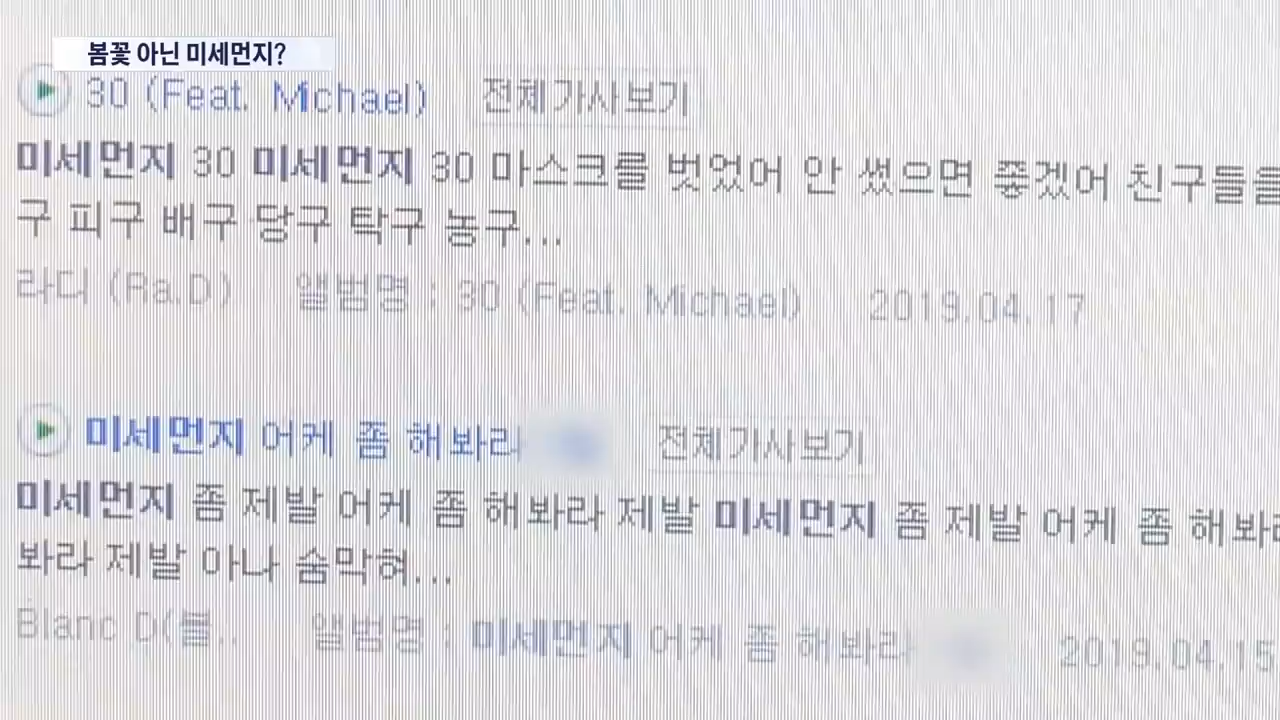 봄꽃 아닌 미세먼지?
30 (Feat. Michael) 전체가사보기
미세먼지 30 미세먼지 30 마스크를 벗었어 안 썼으면 좋겠어 친구들을
구 피구 배구 당구 탁구 농구...
라디 (Ra.D) 앨범명 : 30 (Feat. Michael) 2019.04.17
미세먼지 어케 좀 해봐라 전체가사보기
미세먼지 좀 제발 어케 좀 해봐라 제발 미세먼지 좀 제발 어케 좀 해봐라
봐라 제발 아나 숨막혀...
Blanc D(블.. 앨범명 : 미세먼지 어케 좀 해봐라 2019.04.15